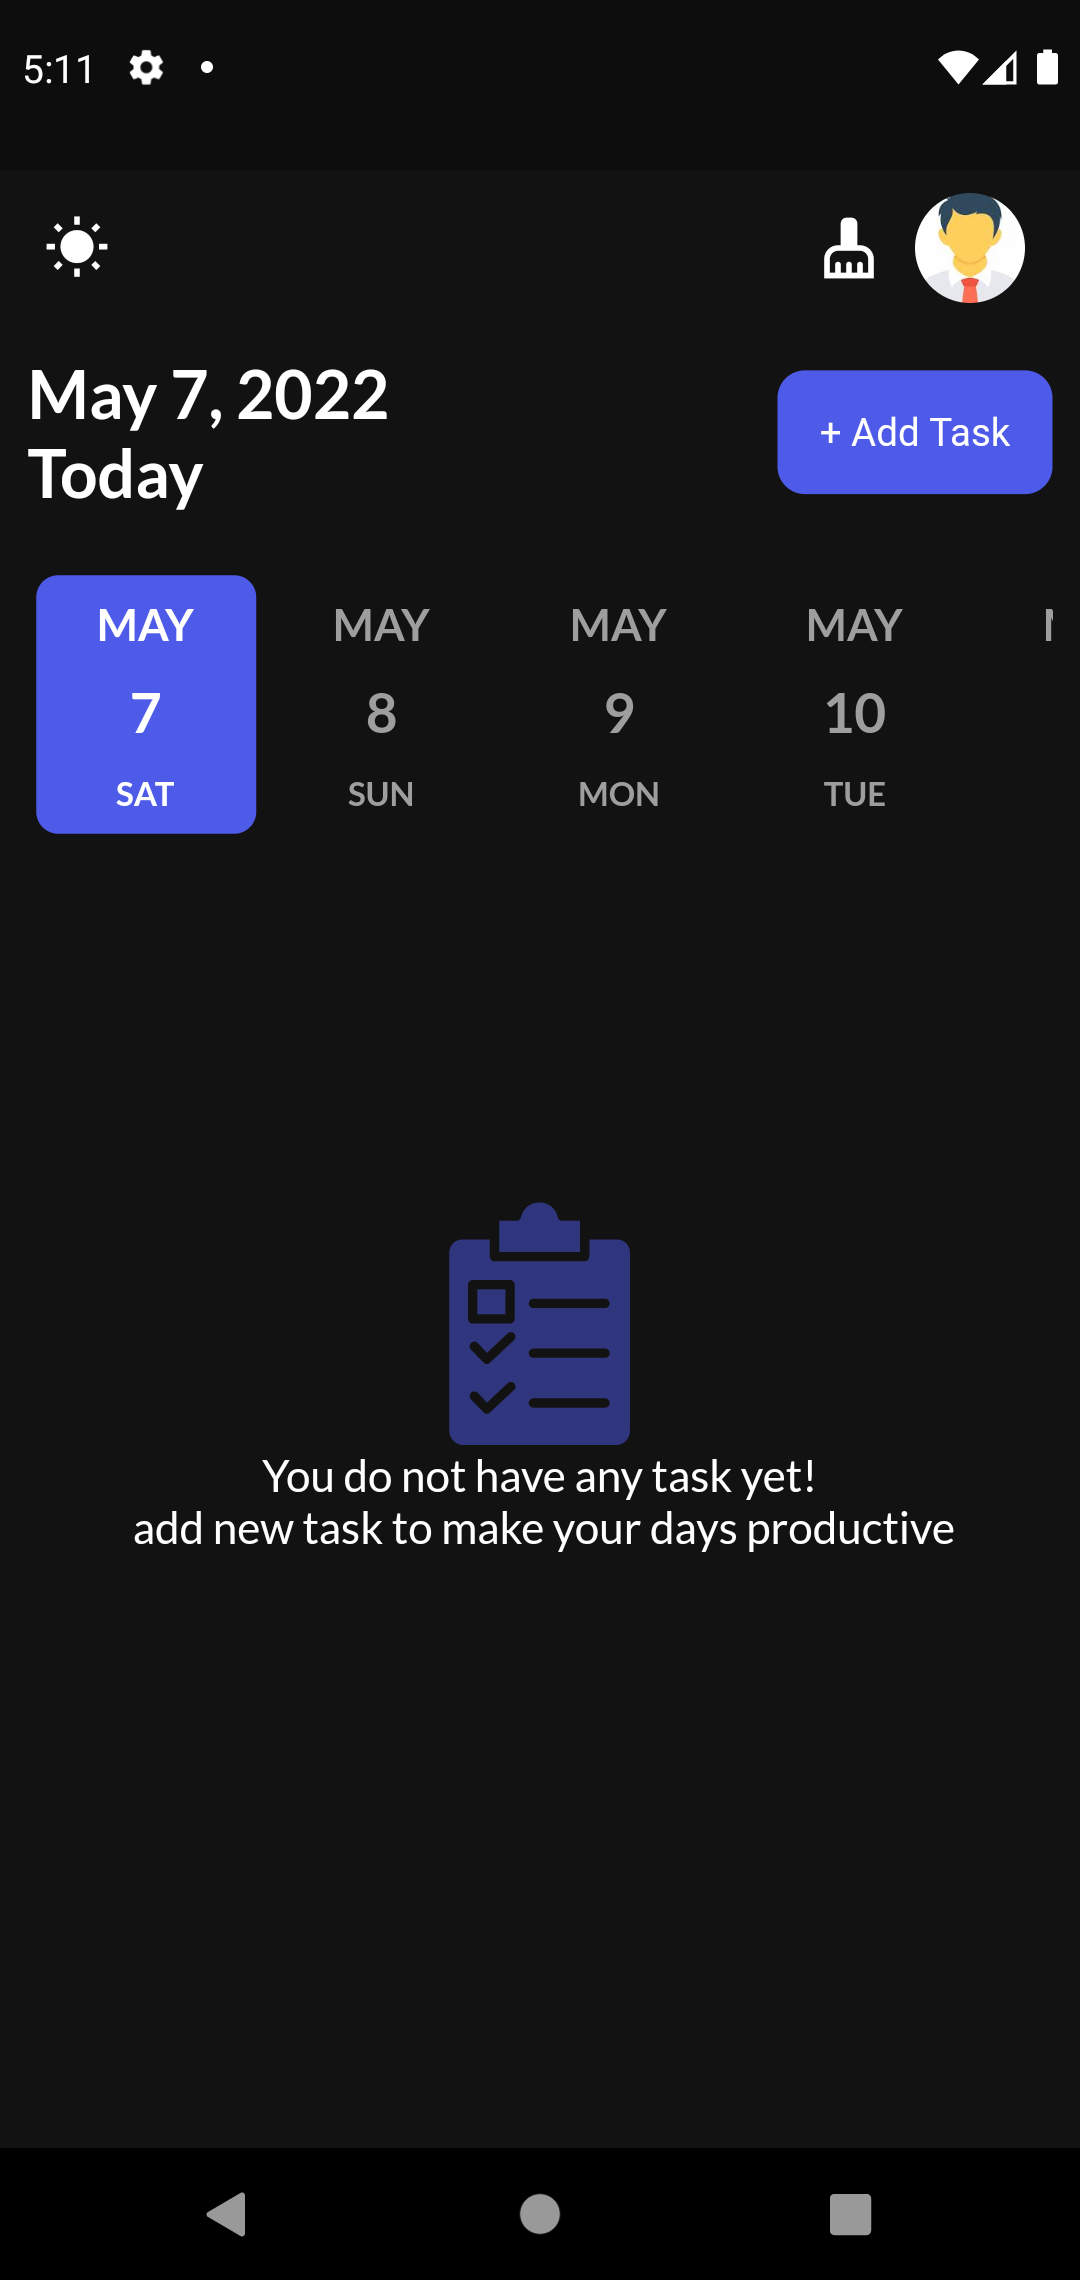 5:11
May 7, 2022
Today
+ Add Task
MAY MAY MAY MAY
7 8 9 10
SAT SUN MON TUE
You do not have any task yet!
add new task to make your days productive